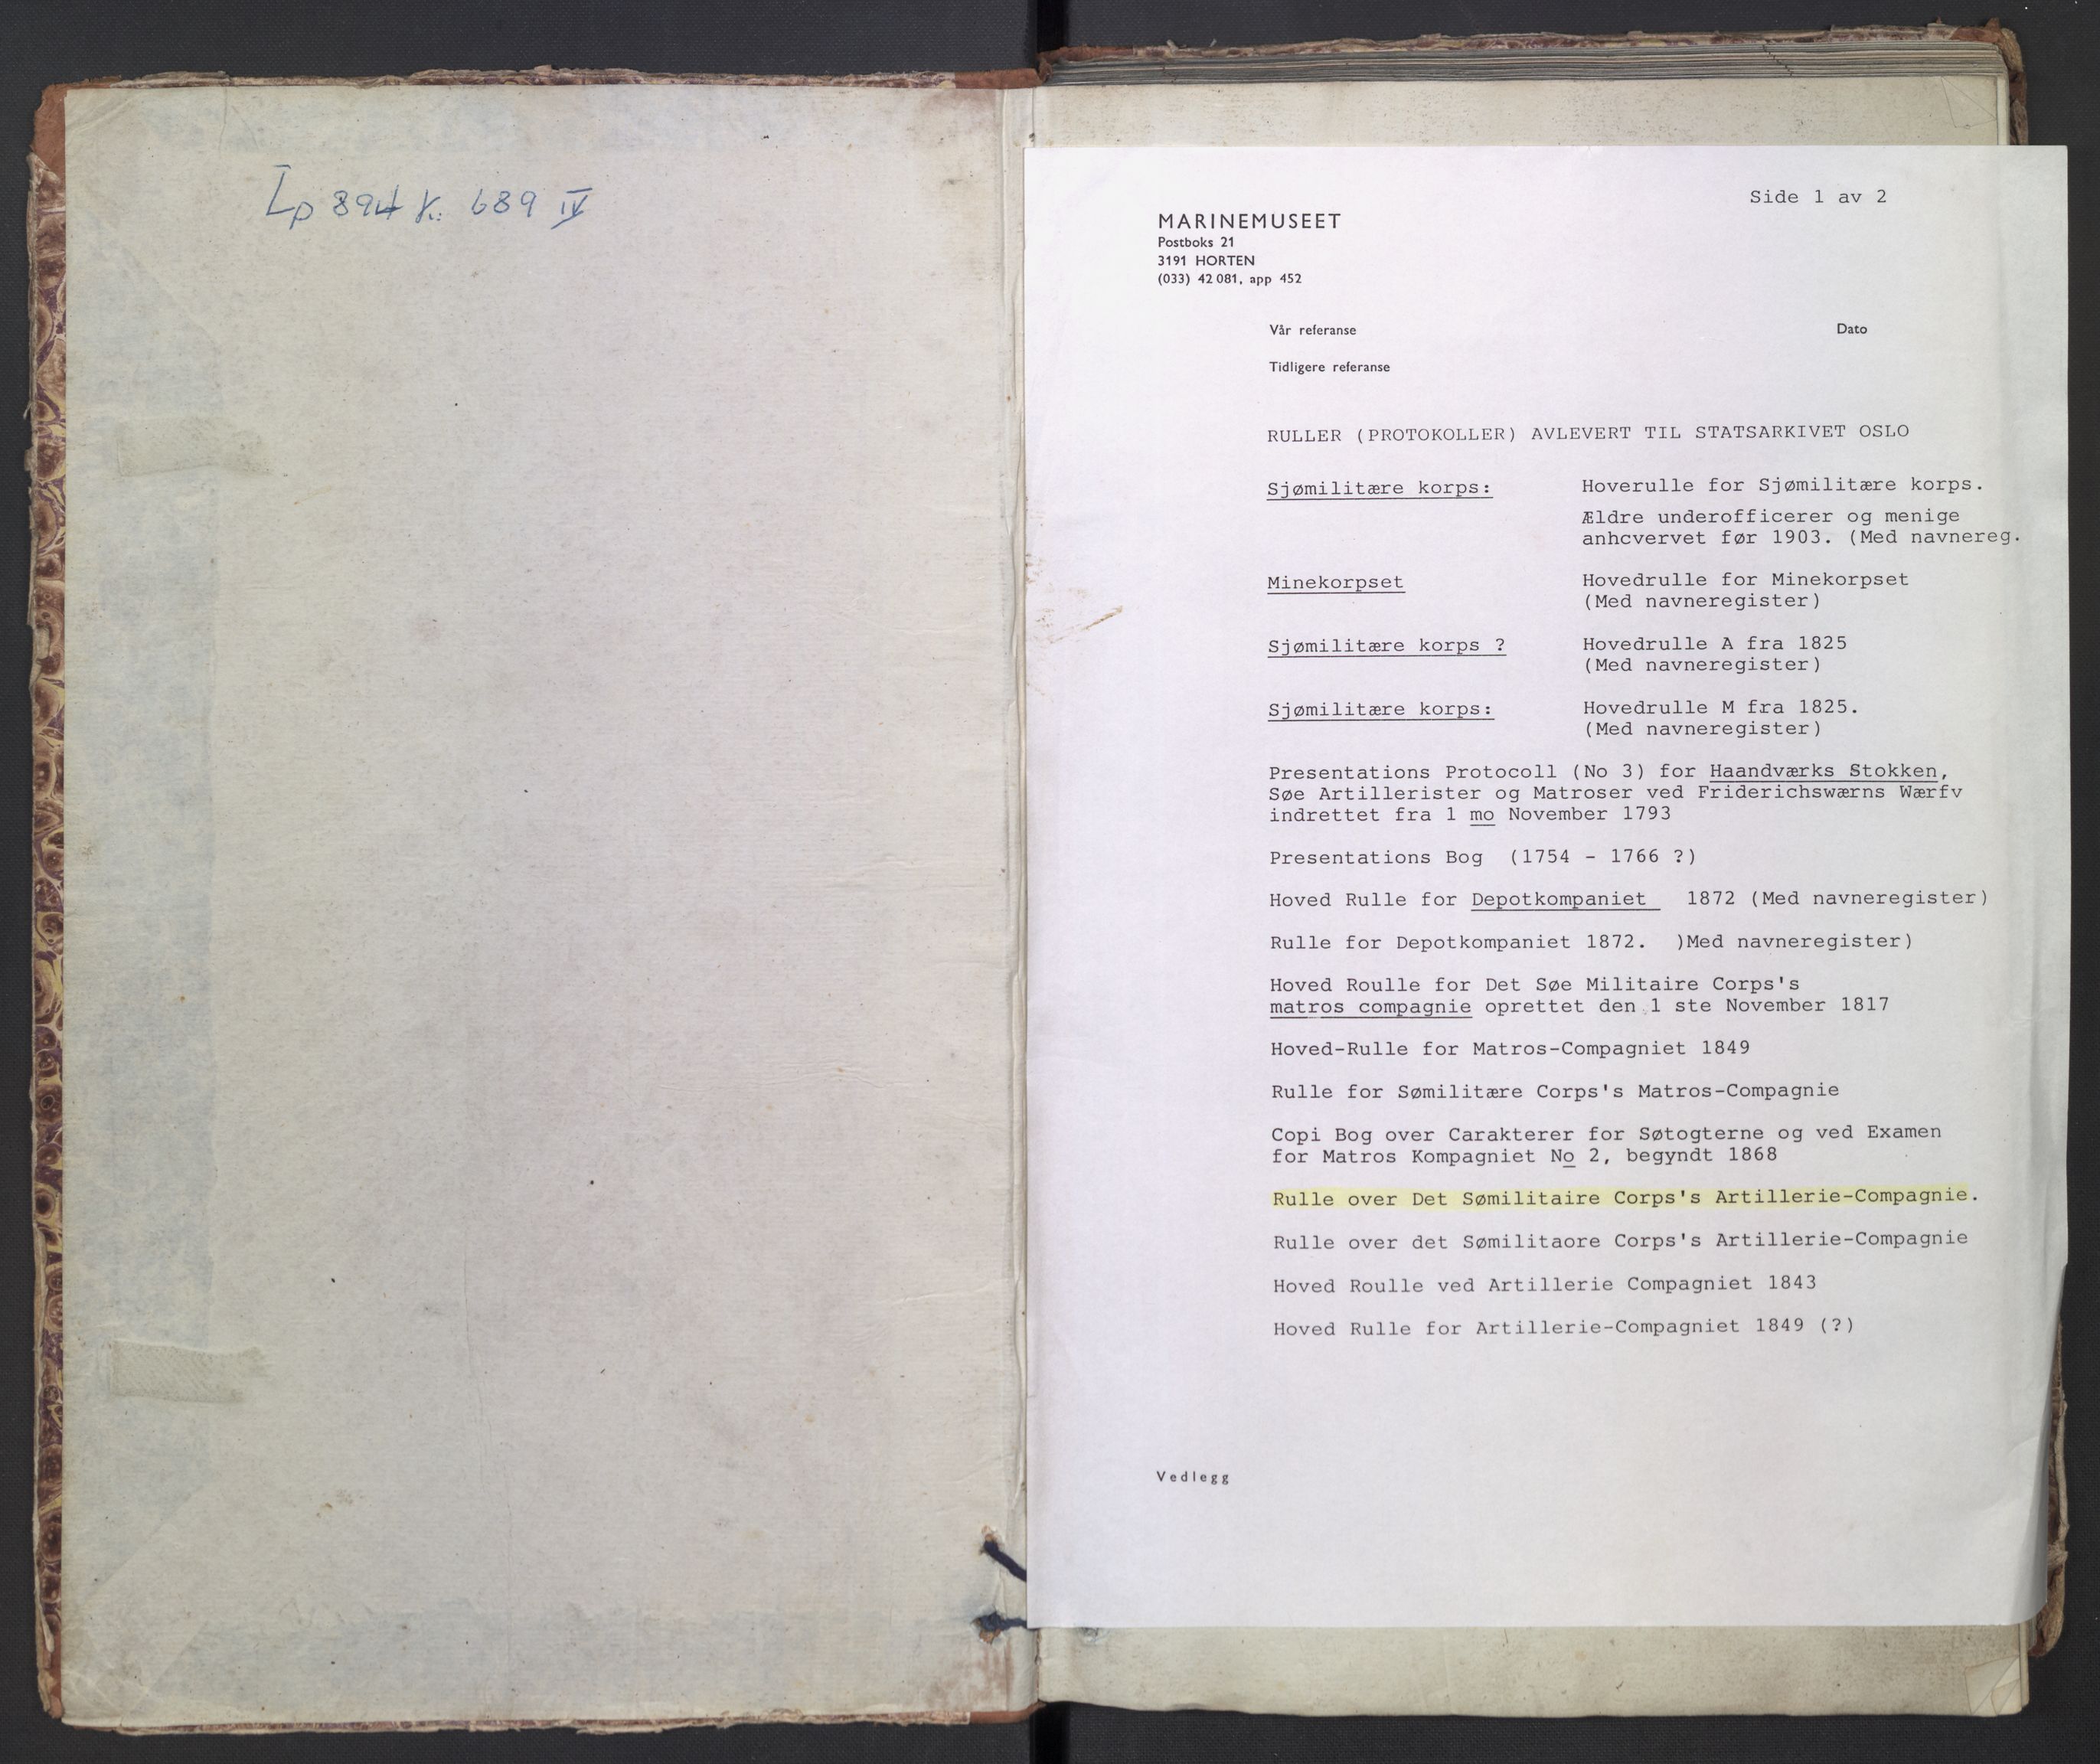 Lp 894 K: 689 IV
Side 1 av 2
MARINEMUSEET
Postboks 21
3191 HORTEN
(033) 42 081, app 452
Vår referanse
Dato
Tidligere referanse
RULLER (PROTOKOLLER) AVLEVERT TIL STATSARKIVET OSLO
Sjømilitære korps: Hoverulle for Sjømilitære korps.
Ældre underofficerer og menige
anhcvervet før 1903. (Med navnereg.
Minekorpset Hovedrulle for Minekorpset
(Med navneregister)
Sjømilitære korps ? Hovedrulle A fra 1825
(Med navneregister)
Sjømilitære korps: Hovedrulle M fra 1825.
(Med navneregister)
Presentations Protocoll (No 3) for Haandværks Stokken,
Søe Artillerister og Matroser ved Friderichswærns Wærfv
indrettet fra 1 mo November 1793
Presentations Bog (1754 - 1766 ?)
Hoved Rulle for Depotkompaniet 1872 (Med navneregister)
Rulle for Depotkompaniet 1872. )Med navneregister)
Hoved Roulle for Det Søe Militaire Corps's
matros compagnie oprettet den 1 ste November 1817
Hoved-Rulle for Matros-Compagniet 1849
Rulle for Sømilitære Corps's Matros-Compagnie
Copi Bog over Carakterer for Søtogterne og ved Examen
for Matros Kompagniet No 2, begyndt 1868
Rulle over Det Sømilitaire Corps's Artillerie-Compagnie.
Rulle over det Sømilitaore Corps's Artillerie-Compagnie
Hoved Roulle ved Artillerie Compagniet 1843
Hoved Rulle for Artillerie-Compagniet 1849 (?)
Vedlegg